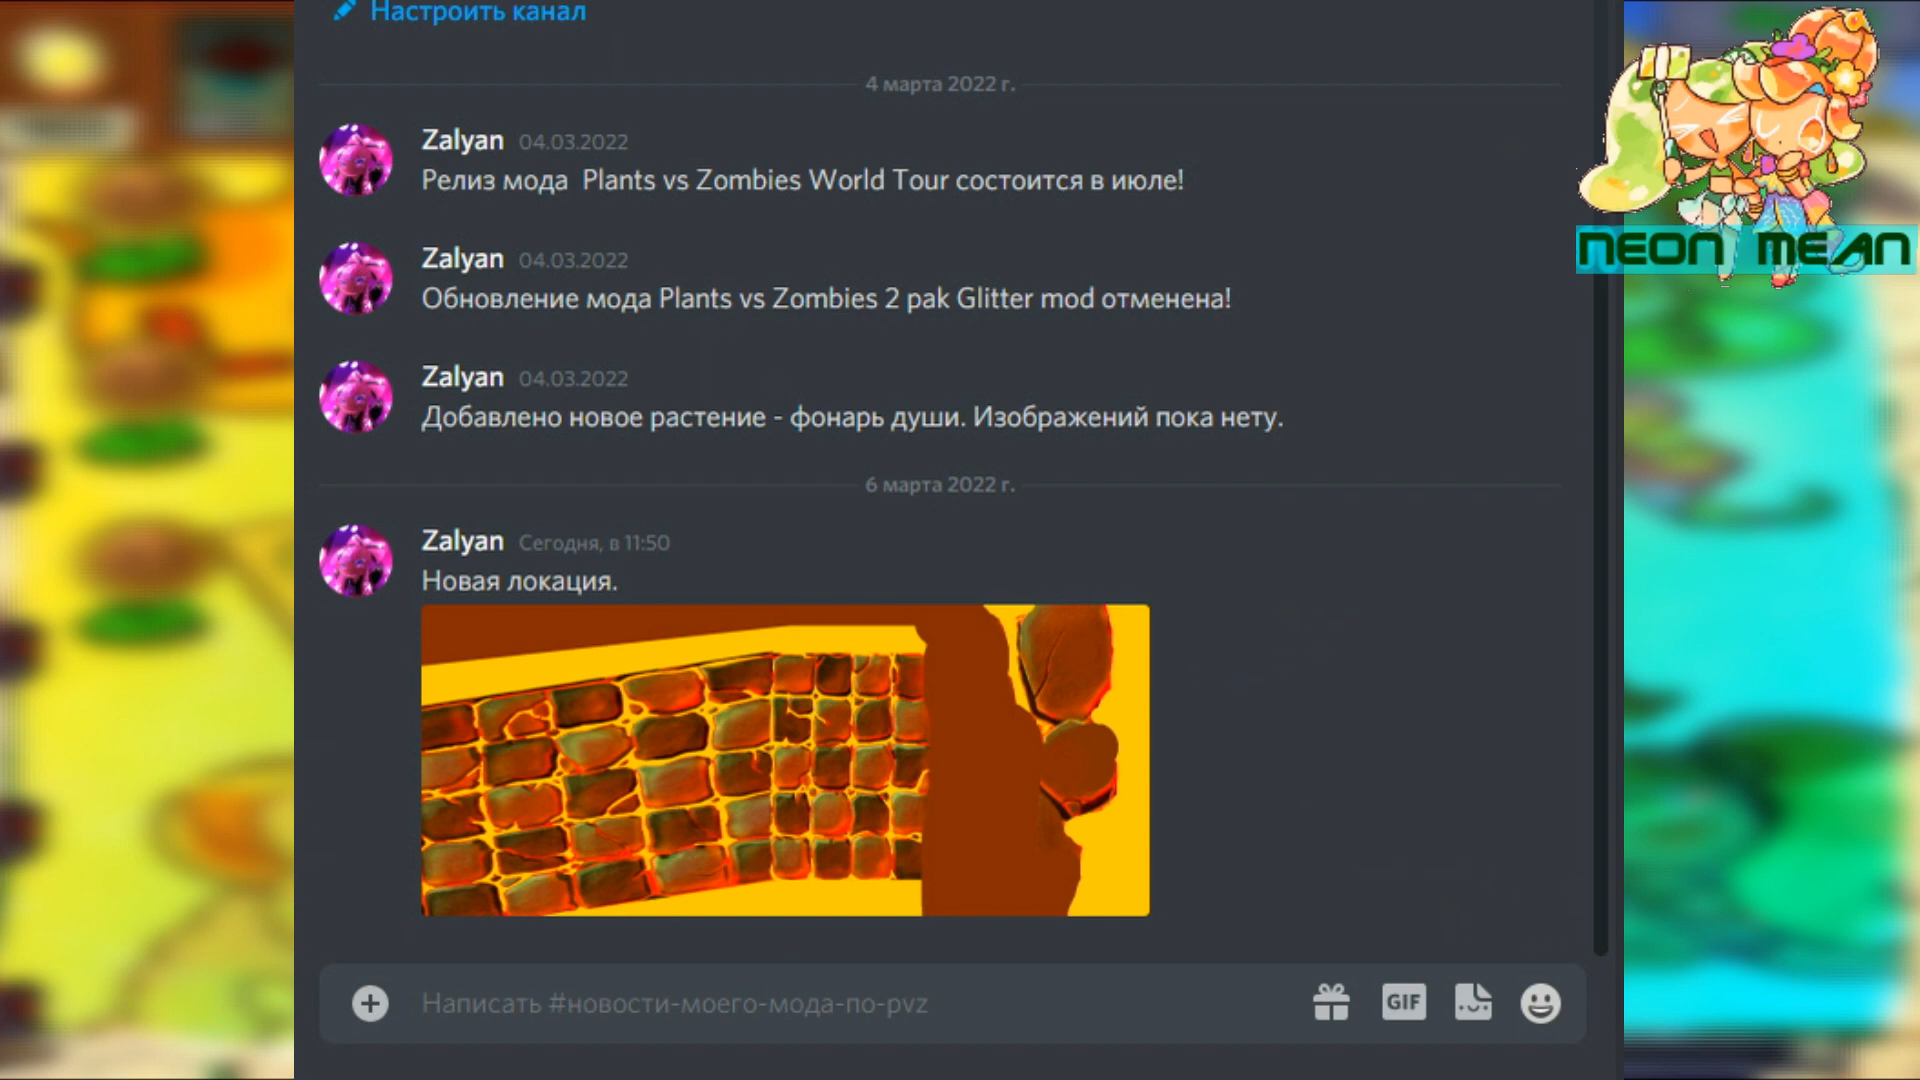 Настроить канал
4 марта 2022 г.
Zalyan 04.03.2022
Релиз мода Plants vs Zombies World Tour состоится в июле!
Zalyan 04.03.2022
Обновление мода Plants vs Zombies 2 pak Glitter mod отменена!
Zalyan 04.03.2022
Добавлено новое растение - фонарь души. Изображений пока нету.
6 марта 2022 г.
Zalyan Сегодня, в 11:50
Новая локация.
Написать #новости-моего-мода-по-pvz
GIF
NEON MEAN